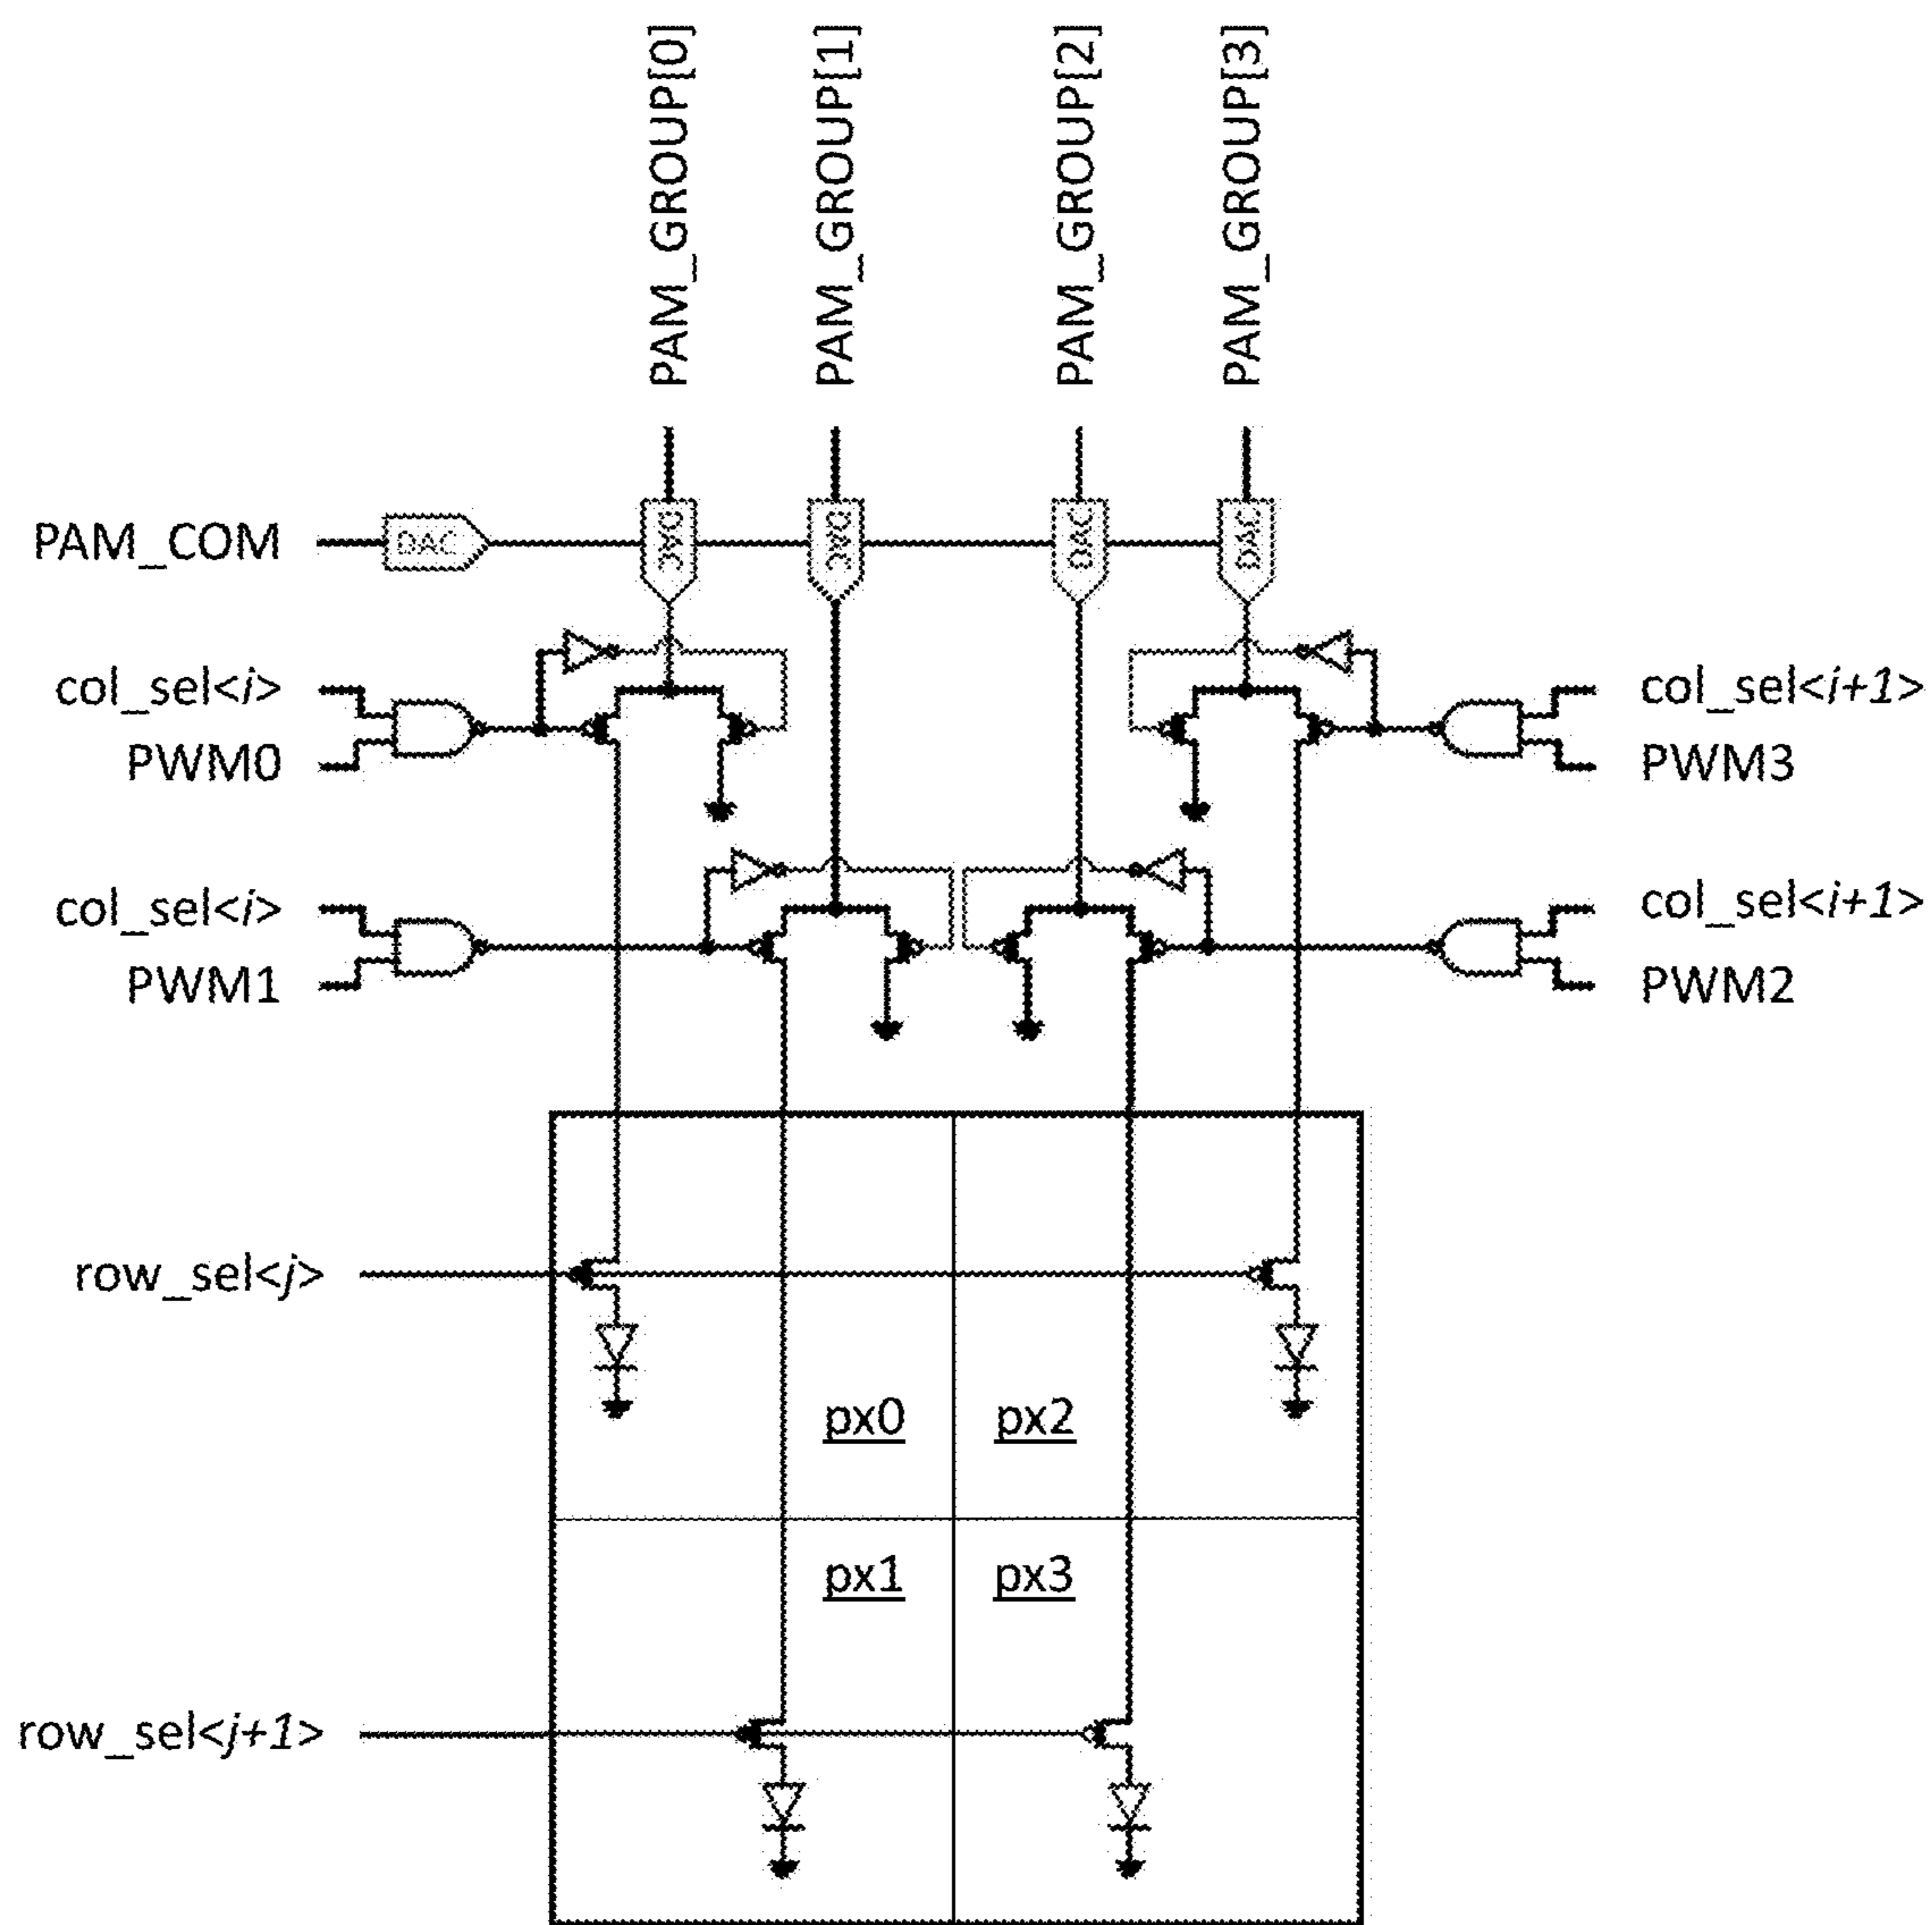 PAM_GROUP[0]
PAM_GROUP[1]
PAM_GROUP[2]
PAM_GROUP[3]
PAM_COM
DAC
DAC
DAC
DAC
DAC
col_sel<i>
PWM0
col_sel<i+1>
PWM3
col_sel<i>
PWM1
col_sel<i+1>
PWM2
row_sel<j>
px0
px2
px1
px3
row_sel<j+1>